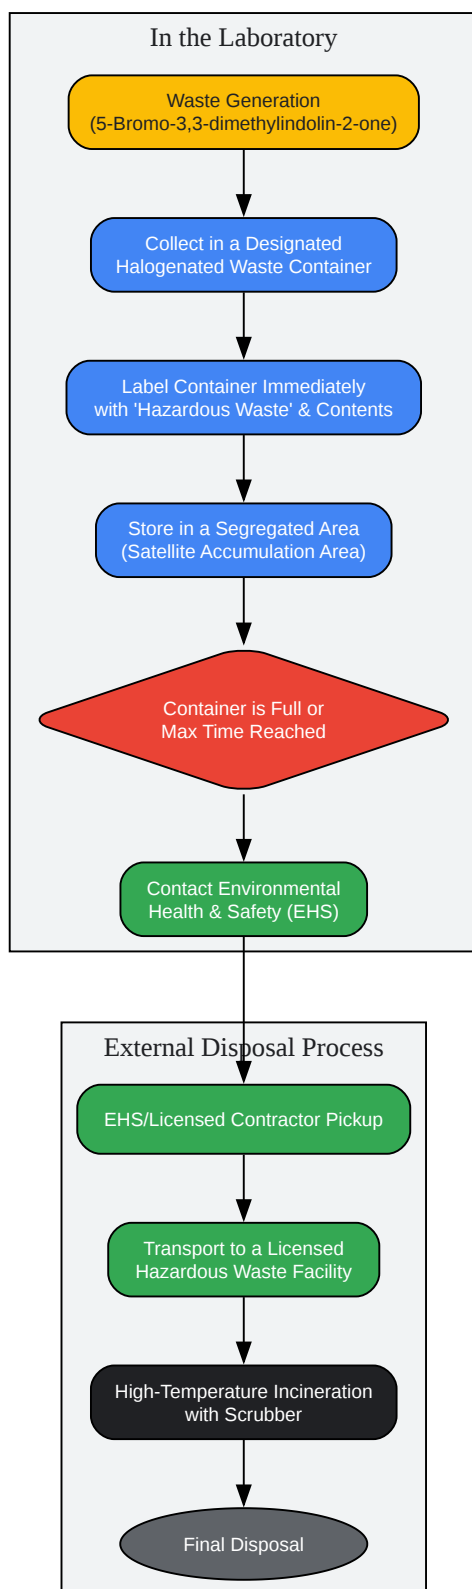 In the Laboratory
Waste Generation
(5-Bromo-3,3-dimethylindolin-2-one)
Collect in a Designated
Halogenated Waste Container
Label Container Immediately
with 'Hazardous Waste' & Contents
Store in a Segregated Area
(Satellite Accumulation Area)
Container is Full or
Max Time Reached
Contact Environmental
Health & Safety (EHS)
External Disposal Process
EHS/Licensed Contractor Pickup
Transport to a Licensed
Hazardous Waste Facility
High-Temperature Incineration
with Scrubber
Final Disposal